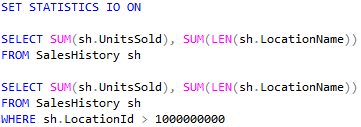 SET STATISTICS IO ON
SELECT SUM(sh.UnitsSold), SUM(LEN(sh.LocationName))
FROM SalesHistory sh
SELECT SUM(sh.UnitsSold), SUM(LEN(sh.LocationName))
FROM SalesHistory sh
WHERE sh.LocationId > 1000000000